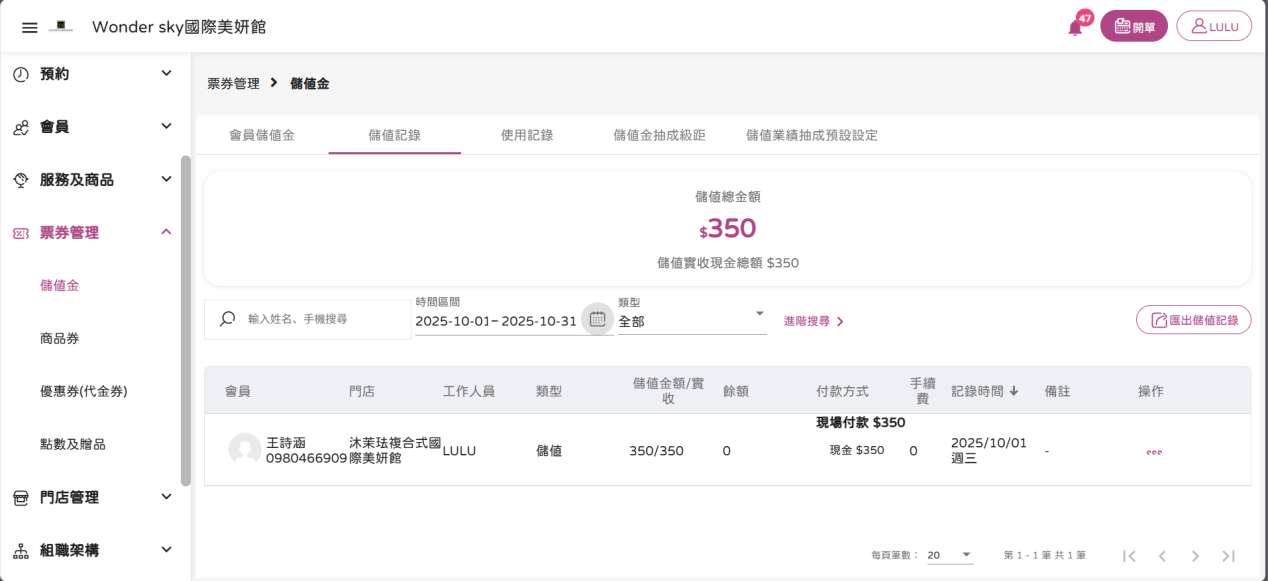 Wonder sky國際美妍館
47
開單
LULU
預約
會員
服務及商品
票券管理
儲值金
商品券
優惠券(代金券)
點數及贈品
門店管理
組職架構
票券管理 儲值金
會員儲值金 儲值記錄 使用記錄 儲值金抽成級距 儲值業績抽成預設設定
儲值總金額
$350
儲值實收現金總額 $350
輸入姓名、手機搜尋
時間區間
2025-10-01 – 2025-10-31
類型
全部
進階搜尋
匯出儲值記錄
會員 門店 工作人員 類型 儲值金額/實收 餘額 付款方式 手續費 記錄時間 備註 操作
王詩涵
0980466909
沐茉琺複合式國
際美妍館
LULU
儲值
350/350
0
現場付款 $350
現金 $350
0
2025/10/01
週三
-
每頁筆數： 20 第 1 - 1 筆 共 1 筆